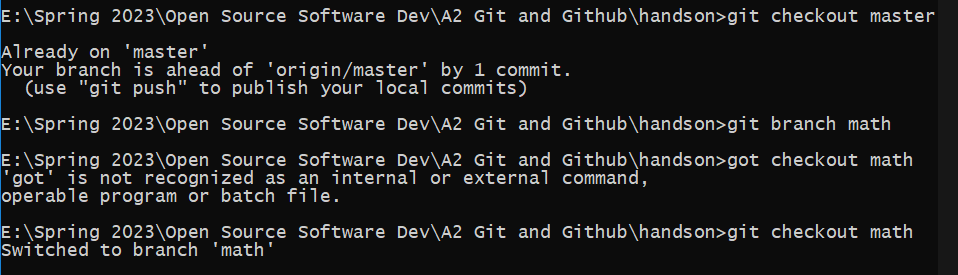 E:\Spring 2023\Open Source Software Dev\A2 Git and Github\handson>git checkout master
Already on 'master'
Your branch is ahead of 'origin/master' by 1 commit.
  (use "git push" to publish your local commits)
E:\Spring 2023\Open Source Software Dev\A2 Git and Github\handson>git branch math
E:\Spring 2023\Open Source Software Dev\A2 Git and Github\handson>got checkout math
'got' is not recognized as an internal or external command,
operable program or batch file.
E:\Spring 2023\Open Source Software Dev\A2 Git and Github\handson>git checkout math
Switched to branch 'math'